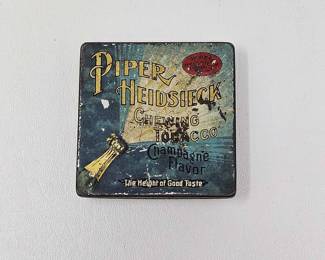 PIPER
HEIDSIECK
CHEWING
TOBACCO
Champagne
Flavor
"The Height of Good Taste"